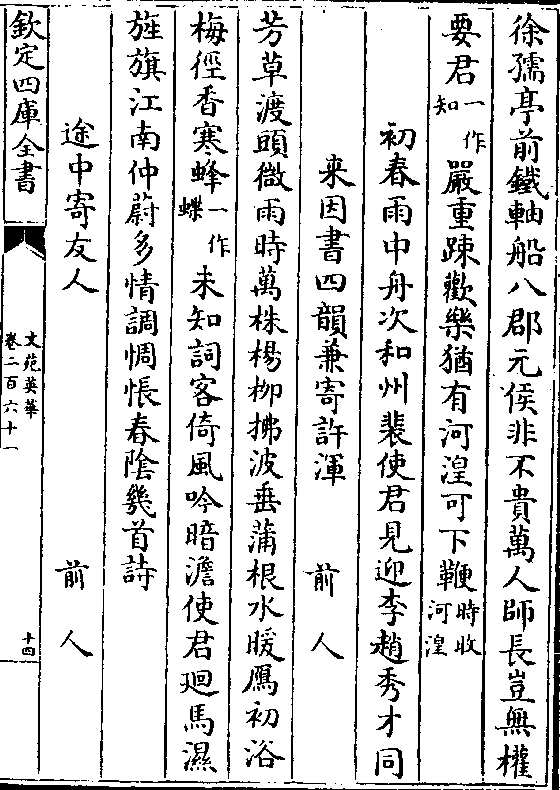 徐孺亭前鐵軸船八郡元侯非不貴萬人師長豈無權
要君一作知嚴重踈歡樂猶有河湟可下鞭時收河湟
初春雨中舟次和州裴使君見迎李趙秀才同
来因書四韻兼寄許渾 前人
芳草渡頭微雨時萬株楊栁拂波垂蒲根水暖鴈初浴
梅徑香寒蜂一作蝶未知詞客倚風吟暗澹使君廻馬濕
旌旗江南仲蔚多情調惆悵春陰幾首詩
途中寄友人 前人
欽定四庫全書
文苑英華
卷二百六十一
十四